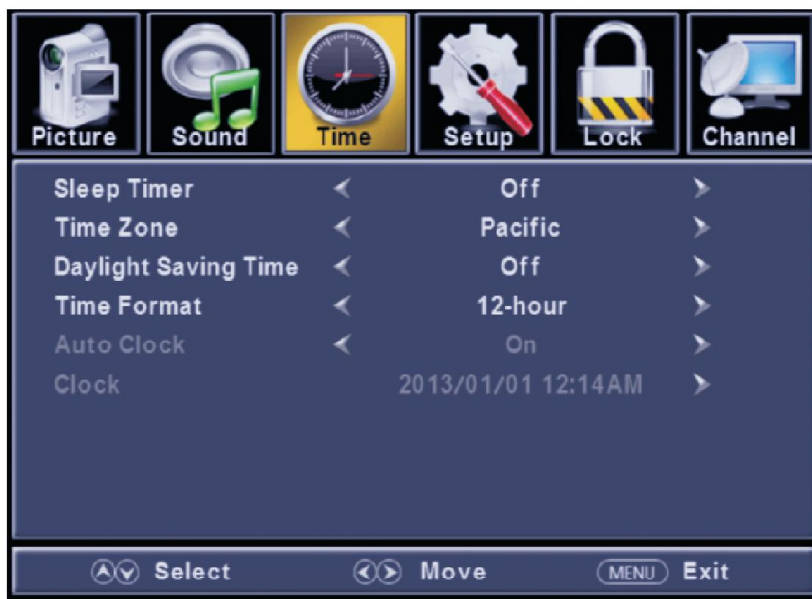 Picture Sound Time Setup Lock Channel
Sleep Timer Off
Time Zone Pacific
Daylight Saving Time Off
Time Format 12-hour
Auto Clock On
Clock 2013/01/01 12:14AM
Select Move MENU Exit